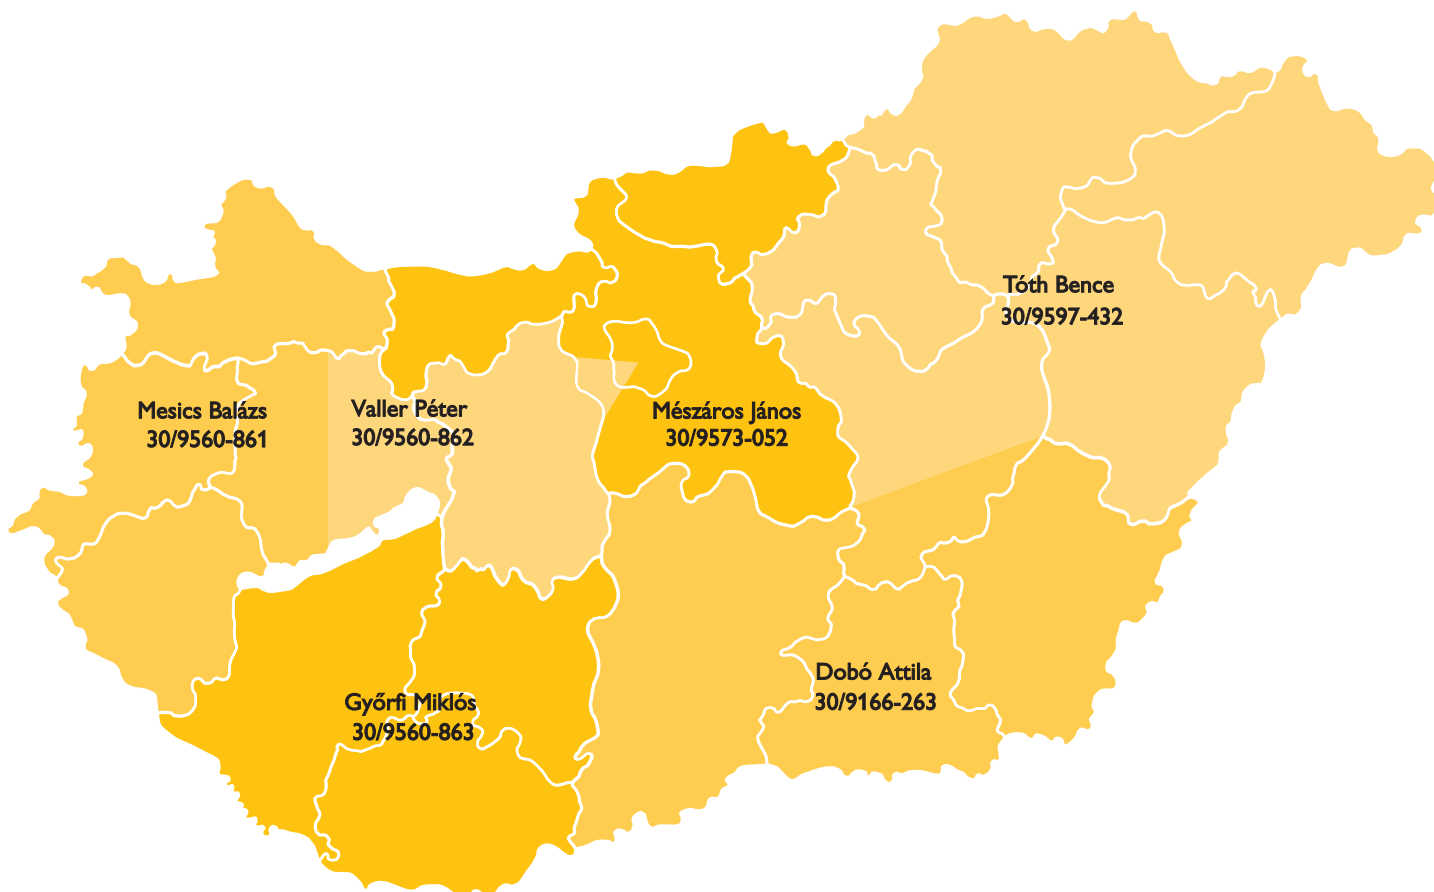 Tóth Bence
30/9597-432
Mesics Balázs
30/9560-861
Valler Péter
30/9560-862
Mészáros János
30/9573-052
Dobó Attila
30/9166-263
Győrfi Miklós
30/9560-863